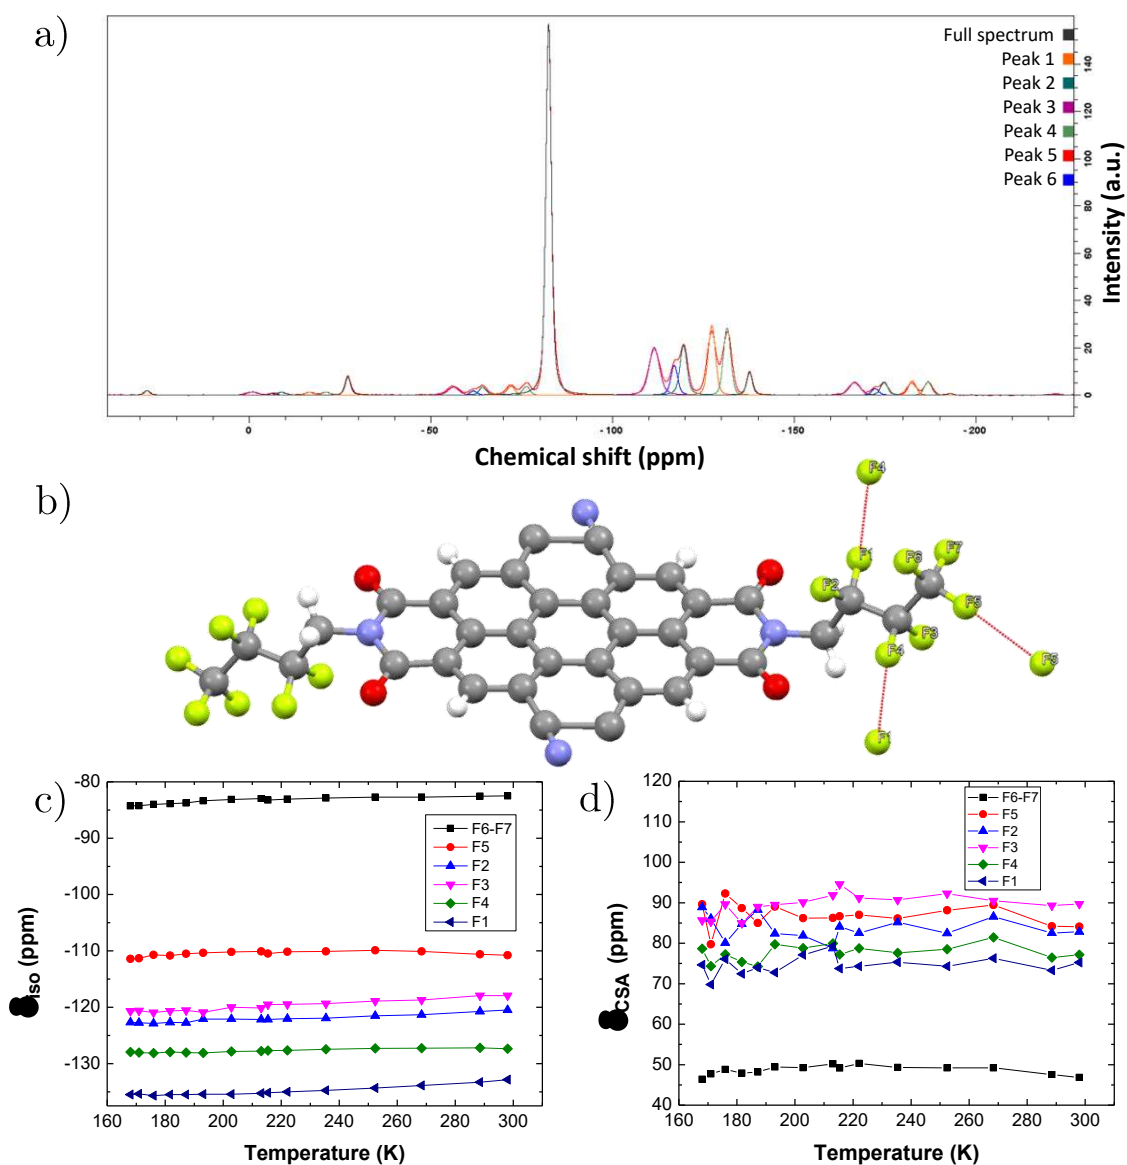 a)
Full spectrum
Peak 1
Peak 2
Peak 3
Peak 4
Peak 5
Peak 6
140
120
100
80
60
40
20
0
Intensity (a.u.)
0 -50 -100 -150 -200
Chemical shift (ppm)
b)
F4
F1
F2
F6
F7
F5
F3
F4
F5
F1
c)
-80
-90
-100
-110
-120
-130
iso (ppm)
F6-F7
F5
F2
F3
F4
F1
160 180 200 220 240 260 280 300
Temperature (K)
d)
120
110
100
90
80
70
60
50
40
CSA (ppm)
F6-F7
F5
F2
F3
F4
F1
160 180 200 220 240 260 280 300
Temperature (K)